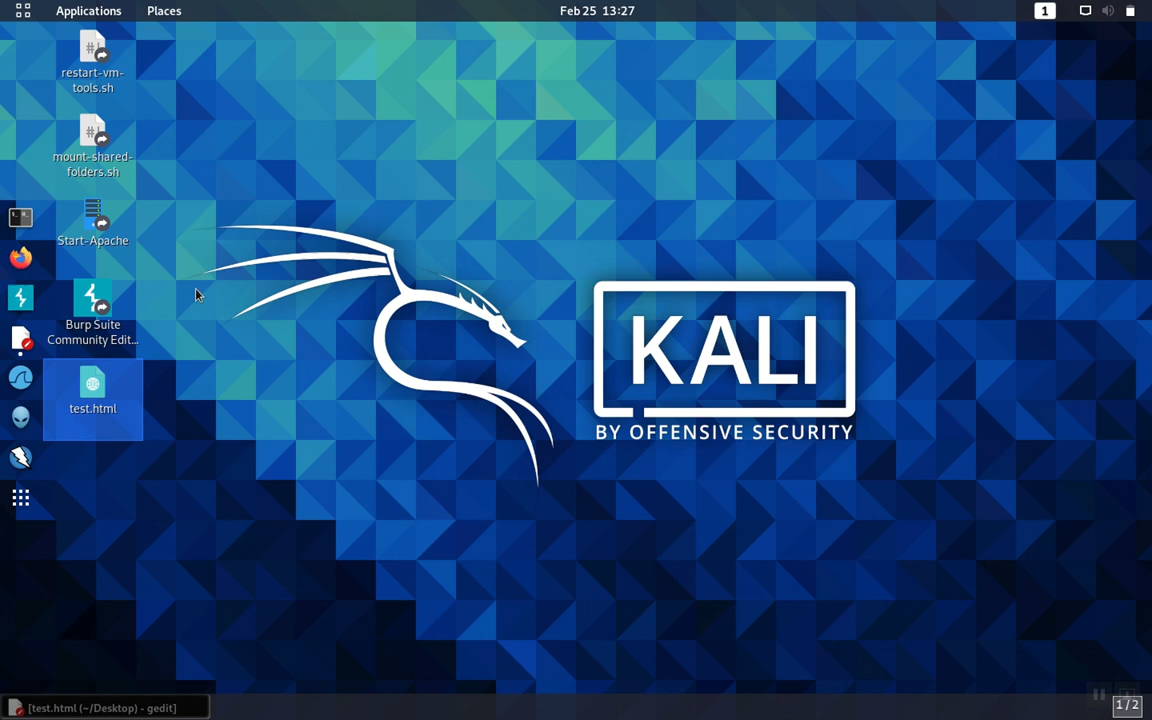 Applications Places Feb 25 13:27 1
restart-vm-
tools.sh
mount-shared-
folders.sh
Start-Apache
Burp Suite
Community Edit...
test.html
KALI
BY OFFENSIVE SECURITY
[test.html (~/Desktop) - gedit]
1/2